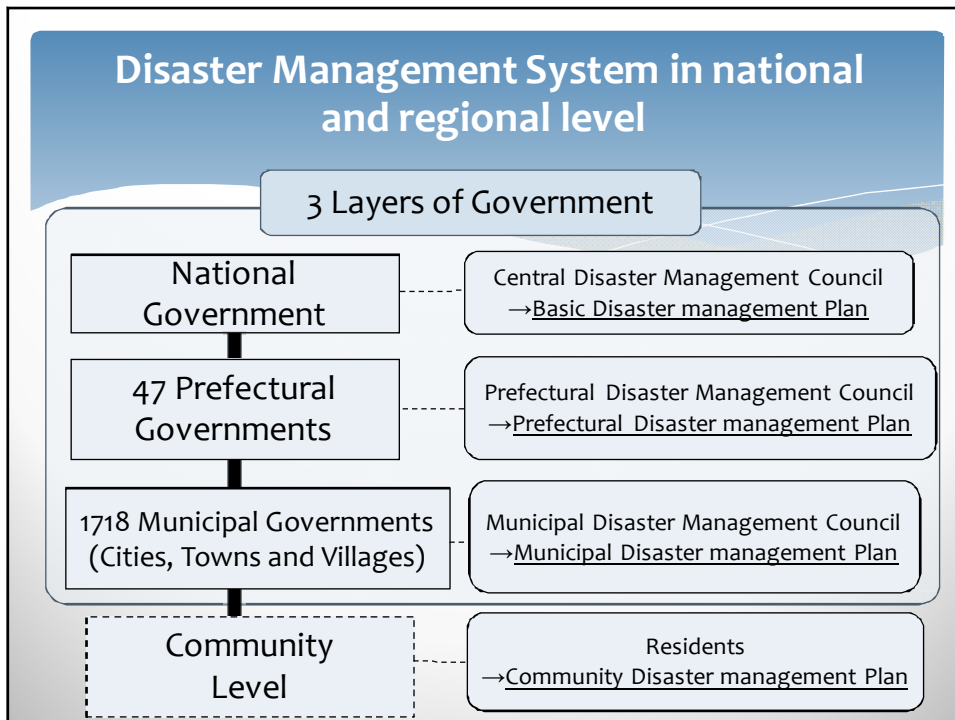 Disaster Management System in national
and regional level
3 Layers of Government
National
Government
Central Disaster Management Council
→Basic Disaster management Plan
47 Prefectural
Governments
Prefectural Disaster Management Council
→Prefectural Disaster management Plan
1718 Municipal Governments
(Cities, Towns and Villages)
Municipal Disaster Management Council
→Municipal Disaster management Plan
Community
Level
Residents
→Community Disaster management Plan